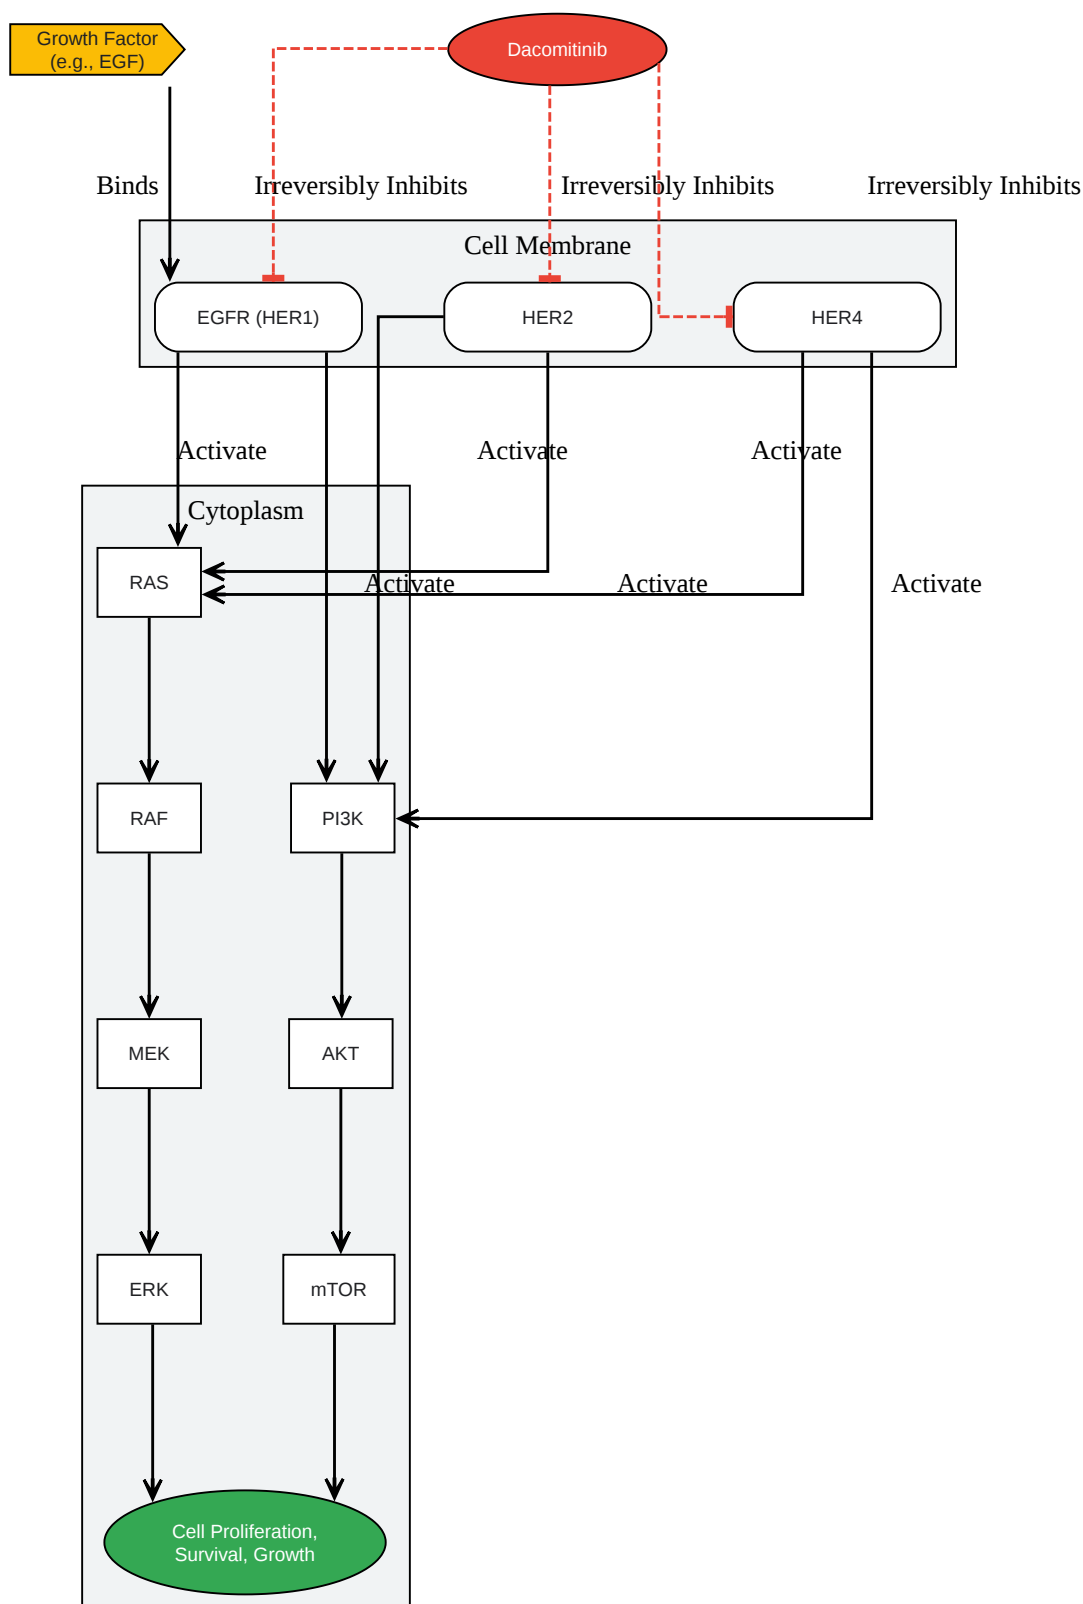 Growth Factor
(e.g., EGF)
Dacomitinib
Binds
Irreversibly Inhibits
Irreversibly Inhibits
Irreversibly Inhibits
Cell Membrane
EGFR (HER1)
HER2
HER4
Activate
Activate
Activate
Cytoplasm
RAS
Activate
Activate
Activate
RAF
PI3K
MEK
AKT
ERK
mTOR
Cell Proliferation,
Survival, Growth